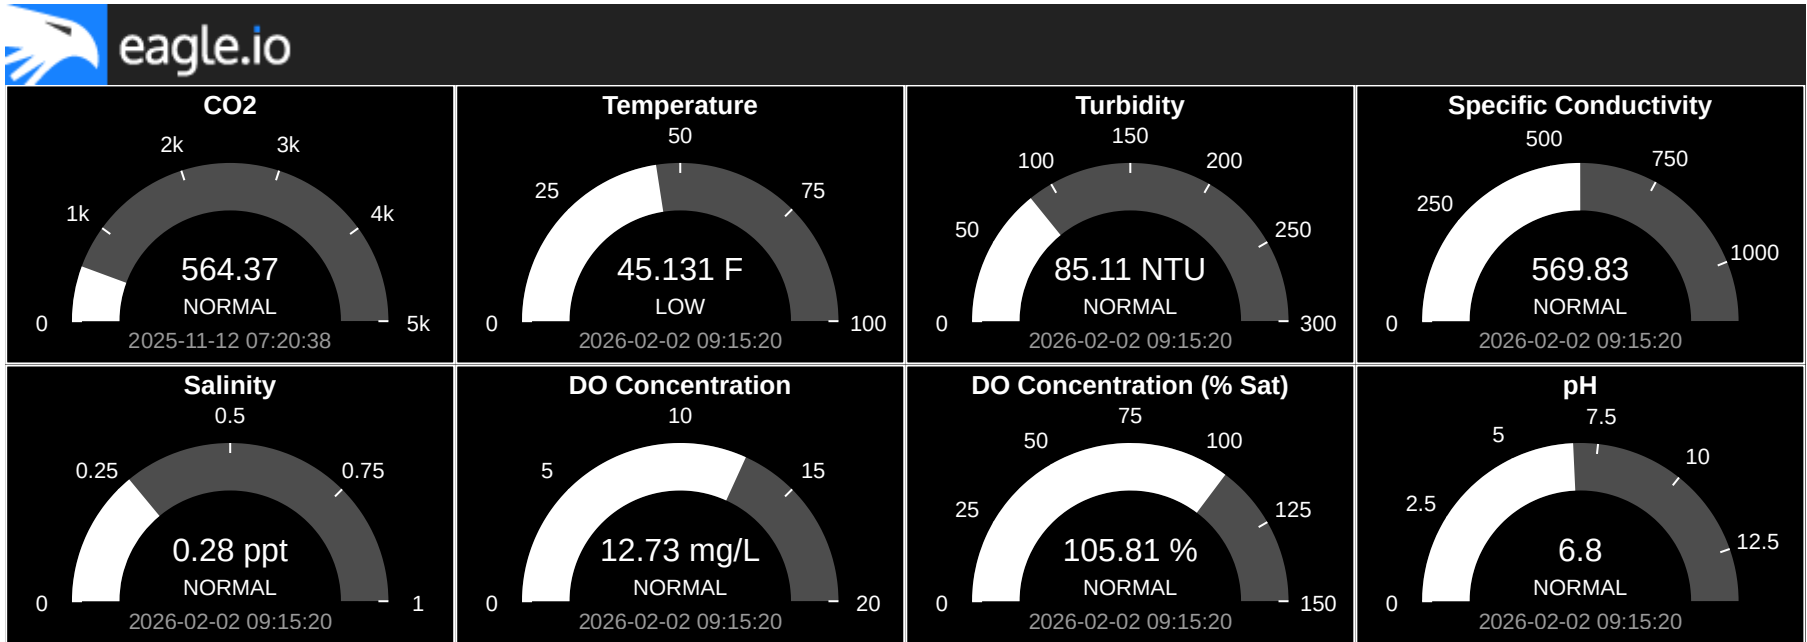 eagle.io
CO2
2k
3k
1k
4k
564.37
NORMAL
0
5k
2025-11-12 07:20:38
Temperature
50
25
75
45.131 F
LOW
0
100
2026-02-02 09:15:20
Turbidity
150
100
200
50
250
85.11 NTU
NORMAL
0
300
2026-02-02 09:15:20
Specific Conductivity
500
750
250
1000
569.83
NORMAL
0
2026-02-02 09:15:20
Salinity
0.5
0.25
0.75
0.28 ppt
NORMAL
0
1
2026-02-02 09:15:20
DO Concentration
10
5
15
12.73 mg/L
NORMAL
0
20
2026-02-02 09:15:20
DO Concentration (% Sat)
75
50
100
25
125
105.81 %
NORMAL
0
150
2026-02-02 09:15:20
pH
7.5
5
10
2.5
12.5
6.8
NORMAL
0
2026-02-02 09:15:20